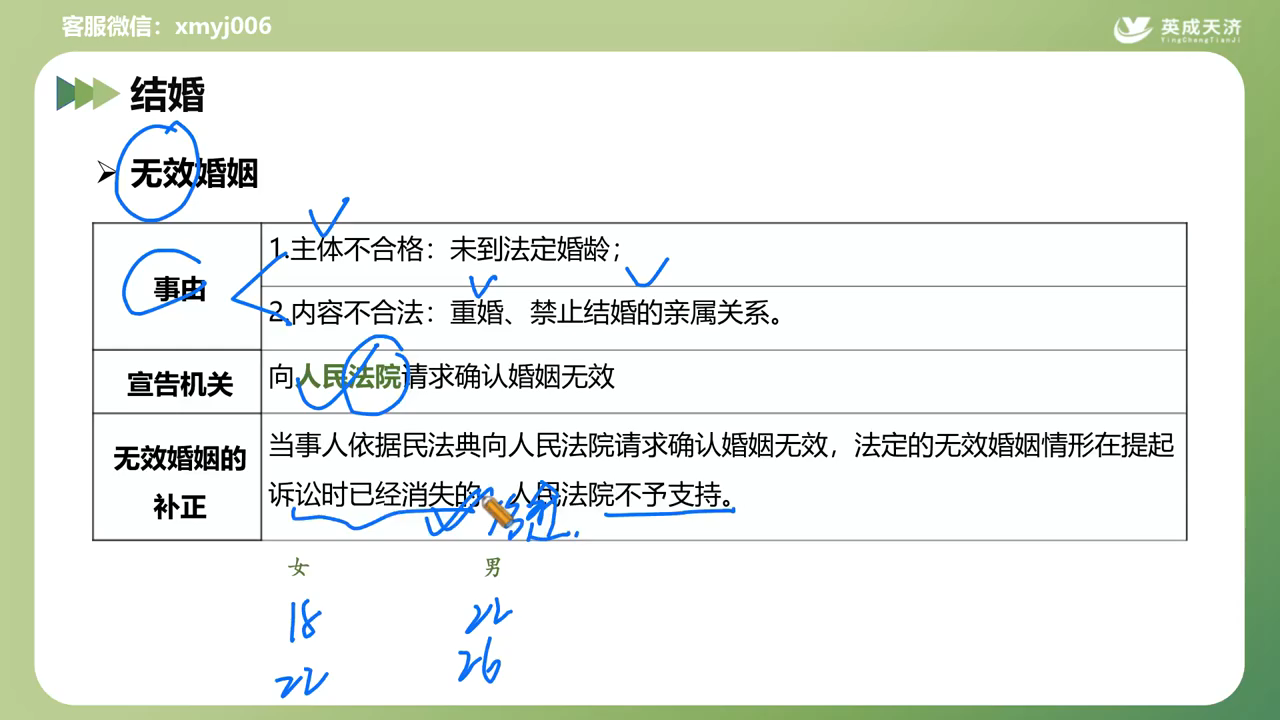 客服微信：xmyj006
英成天济
YingChengTianJi
结婚
无效婚姻
事由
1.主体不合格：未到法定婚龄；
2.内容不合法：重婚、禁止结婚的亲属关系。
宣告机关
向人民法院请求确认婚姻无效
无效婚姻的
补正
当事人依据民法典向人民法院请求确认婚姻无效，法定的无效婚姻情形在提起
诉讼时已经消失的，人民法院不予支持。
女 男
18 22
22 26